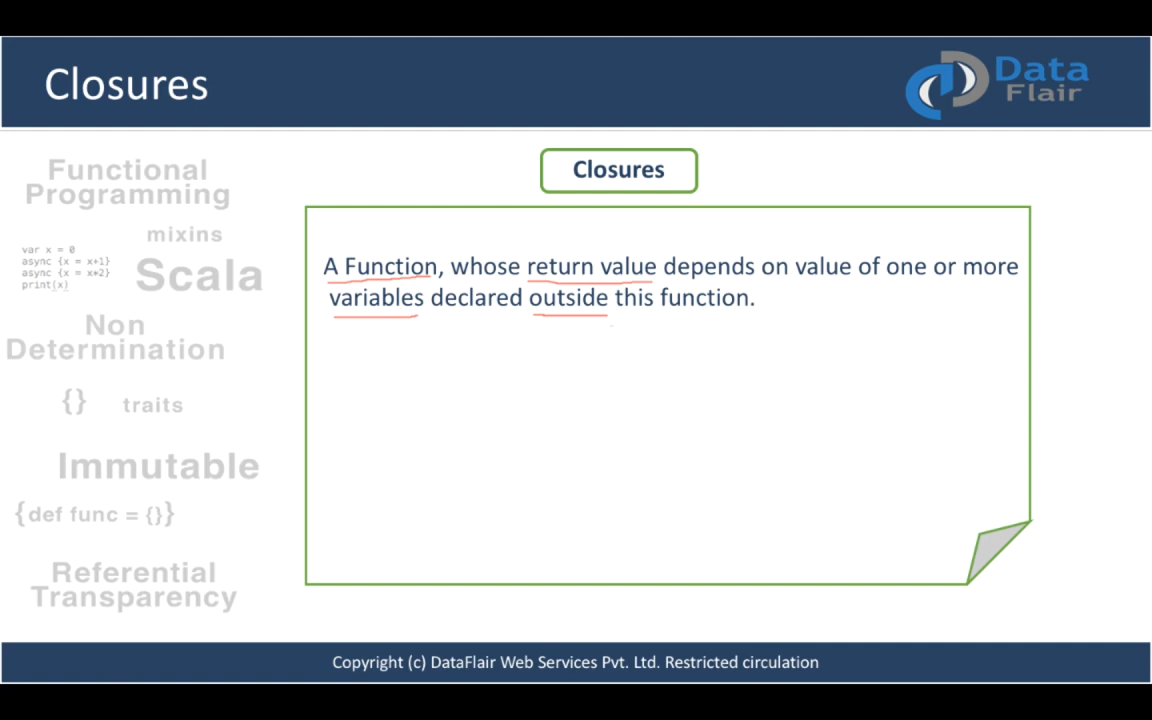 Closures
Data
Flair
Closures
Functional
Programming
mixins
var x = 0
async {x = x+1}
async {x = x*2}
print(x)
Scala
Non
Determination
{} traits
Immutable
{def func = {}}
Referential
Transparency
A Function, whose return value depends on value of one or more
variables declared outside this function.
Copyright (c) DataFlair Web Services Pvt. Ltd. Restricted circulation